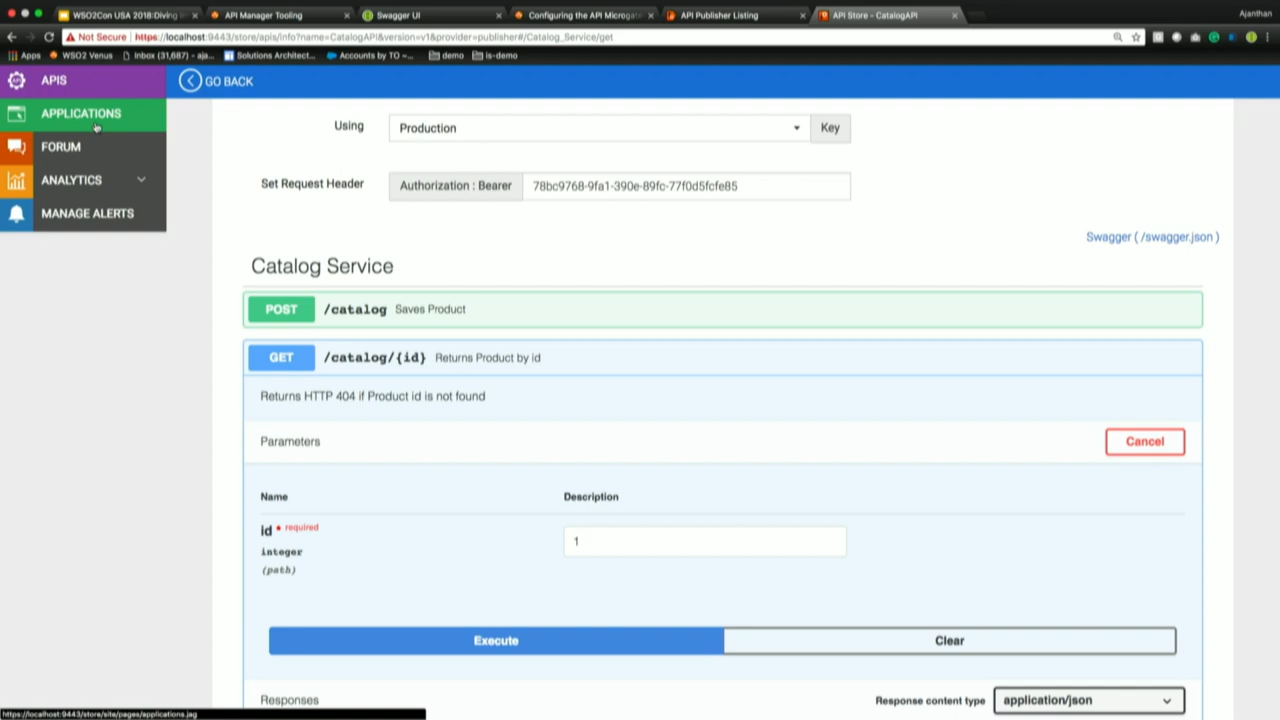 WSO2Con USA 2018:Diving in
API Manager Tooling
Swagger UI
Configuring the API Microgate
API Publisher Listing
API Store - CatalogAPI
Ajanthan
Not Secure | https://localhost:9443/store/apis/info?name=CatalogAPI&version=v1&provider=publisher#/Catalog_Service/get
Apps
WSO2 Venus
Inbox (31,687) - aja...
Solutions Architect...
Accounts by TO ~...
demo
is-demo
APIS
GO BACK
APPLICATIONS
FORUM
ANALYTICS
MANAGE ALERTS
Using
Production
Key
Set Request Header
Authorization : Bearer
78bc9768-9fa1-390e-89fc-77f0d5fcfe85
Swagger ( /swagger.json )
Catalog Service
POST /catalog Saves Product
GET /catalog/{id} Returns Product by id
Returns HTTP 404 if Product id is not found
Parameters
Cancel
Name Description
id * required
integer
(path)
1
Execute
Clear
Responses
Response content type
application/json
https://localhost:9443/store/site/pages/applications.jag